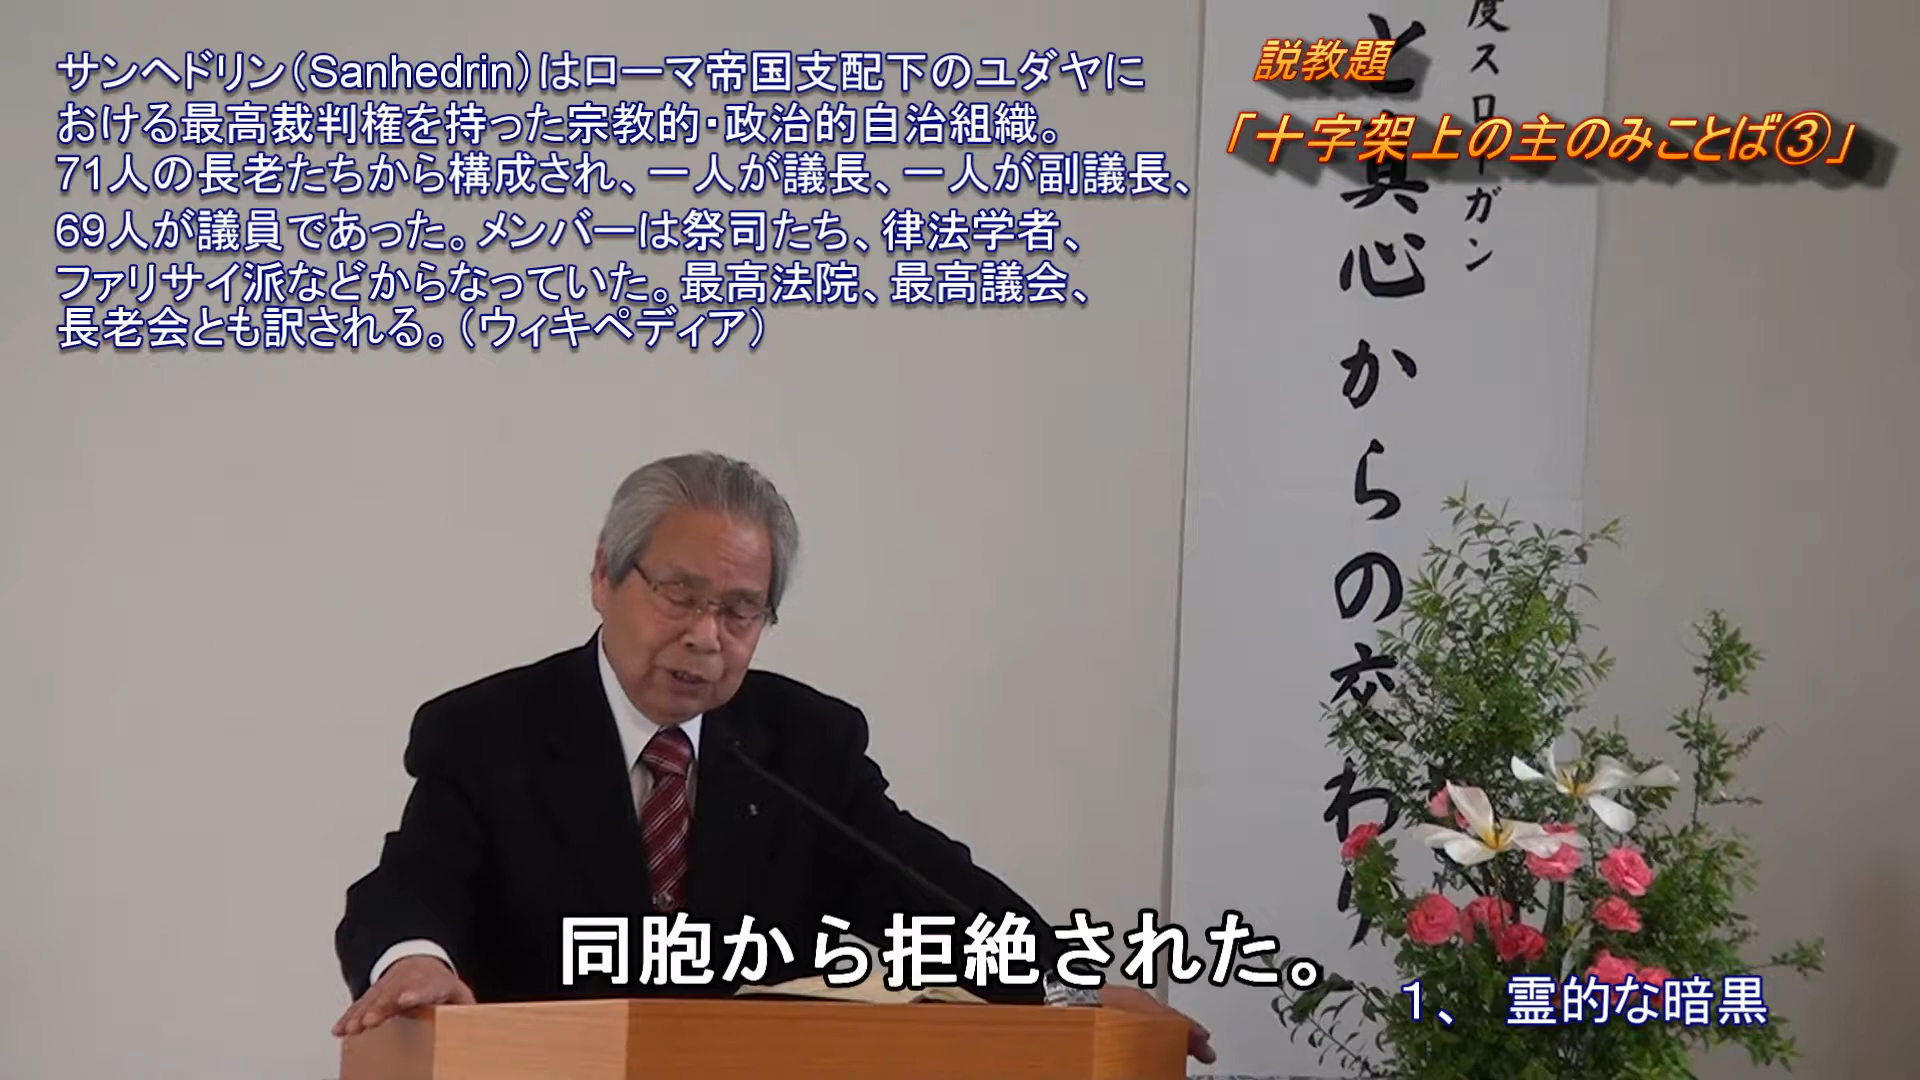 サンヘドリン（Sanhedrin）はローマ帝国支配下のユダヤに
おける最高裁判権を持った宗教的・政治的自治組織。
71人の長老たちから構成され、一人が議長、一人が副議長、
69人が議員であった。メンバーは祭司たち、律法学者、
ファリサイ派などからなっていた。最高法院、最高議会、
長老会とも訳される。（ウィキペディア）
説教題
「十字架上の主のみことば③」
度スローガン
と真心からの交わり
同胞から拒絶された。
１、　霊的な暗黒